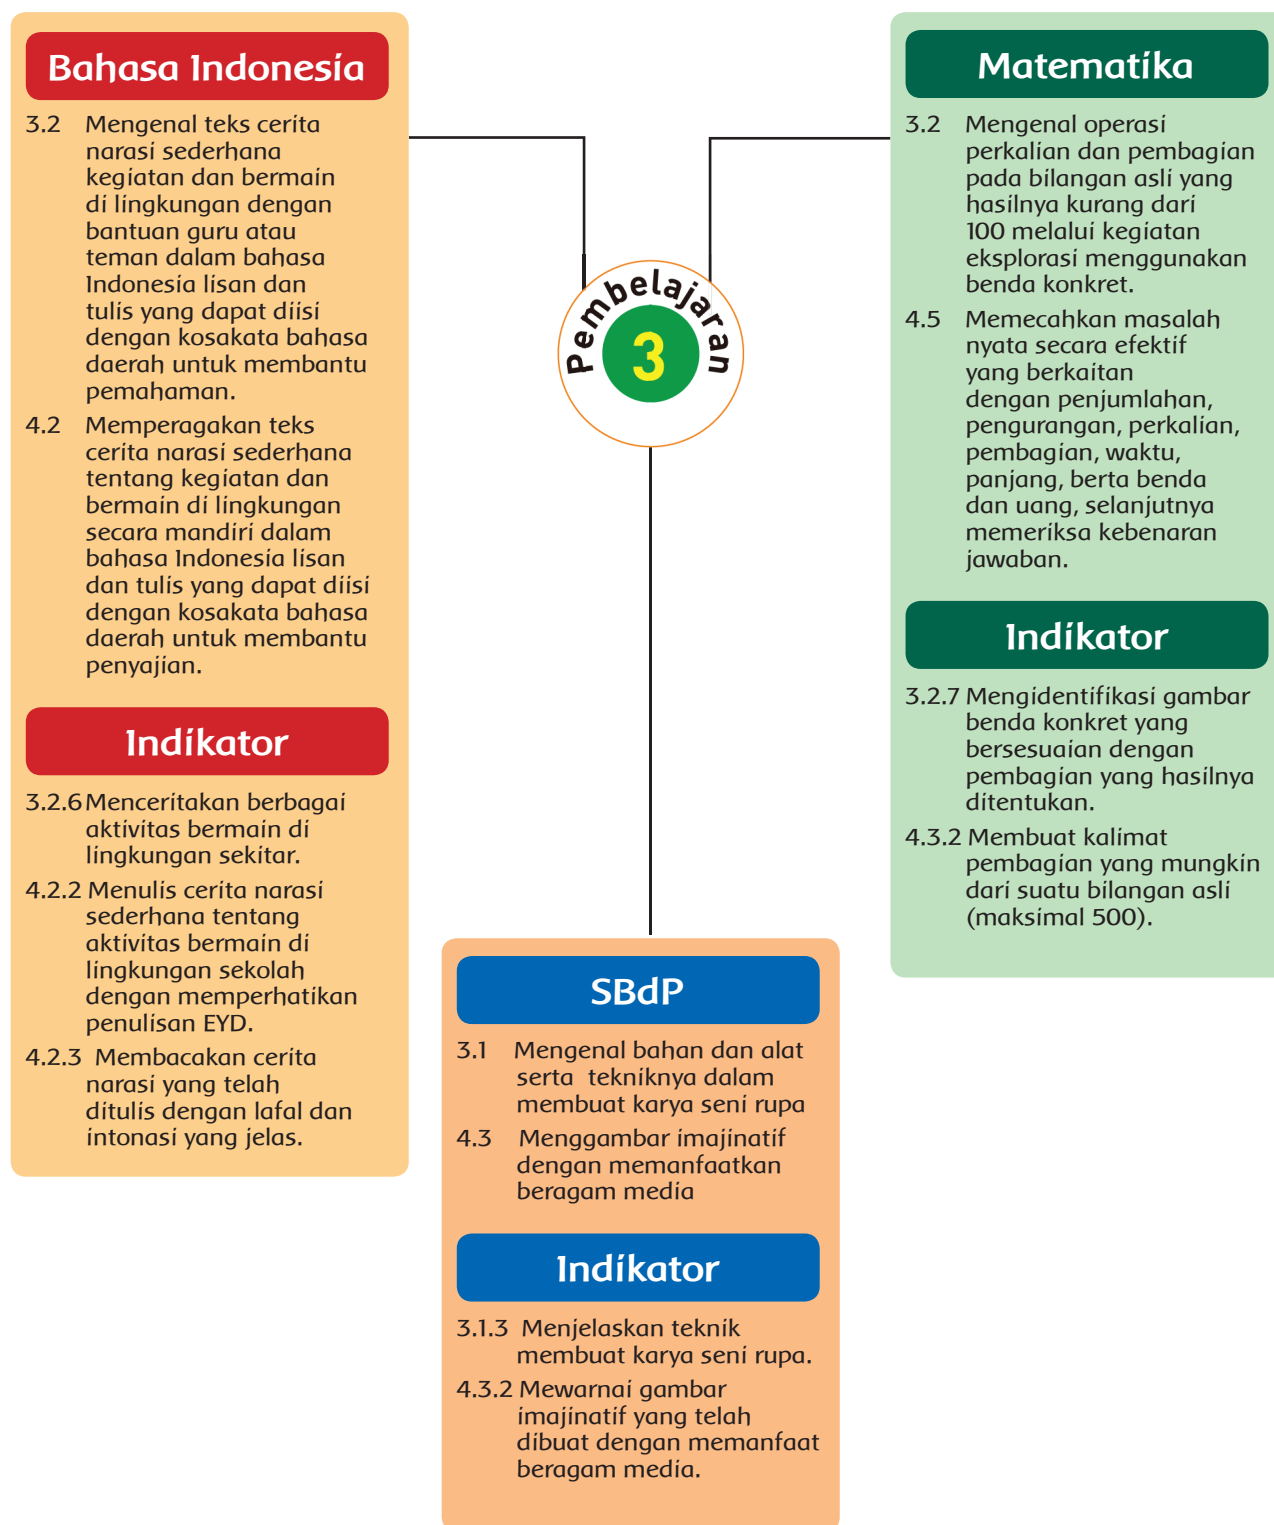 Bahasa Indonesia
3.2 Mengenal teks cerita
narasi sederhana
kegiatan dan bermain
di lingkungan dengan
bantuan guru atau
teman dalam bahasa
Indonesia lisan dan
tulis yang dapat diisi
dengan kosakata bahasa
daerah untuk membantu
pemahaman.
4.2 Memperagakan teks
cerita narasi sederhana
tentang kegiatan dan
bermain di lingkungan
secara mandiri dalam
bahasa Indonesia lisan
dan tulis yang dapat diisi
dengan kosakata bahasa
daerah untuk membantu
penyajian.
Indikator
3.2.6 Menceritakan berbagai
aktivitas bermain di
lingkungan sekitar.
4.2.2 Menulis cerita narasi
sederhana tentang
aktivitas bermain di
lingkungan sekolah
dengan memperhatikan
penulisan EYD.
4.2.3 Membacakan cerita
narasi yang telah
ditulis dengan lafal dan
intonasi yang jelas.
Pembelajaran
3
Matematika
3.2 Mengenal operasi
perkalian dan pembagian
pada bilangan asli yang
hasilnya kurang dari
100 melalui kegiatan
eksplorasi menggunakan
benda konkret.
4.5 Memecahkan masalah
nyata secara efektif
yang berkaitan
dengan penjumlahan,
pengurangan, perkalian,
pembagian, waktu,
panjang, berta benda
dan uang, selanjutnya
memeriksa kebenaran
jawaban.
Indikator
3.2.7 Mengidentifikasi gambar
benda konkret yang
bersesuaian dengan
pembagian yang hasilnya
ditentukan.
4.3.2 Membuat kalimat
pembagian yang mungkin
dari suatu bilangan asli
(maksimal 500).
SBdP
3.1 Mengenal bahan dan alat
serta tekniknya dalam
membuat karya seni rupa
4.3 Menggambar imajinatif
dengan memanfaatkan
beragam media
Indikator
3.1.3 Menjelaskan teknik
membuat karya seni rupa.
4.3.2 Mewarnai gambar
imajinatif yang telah
dibuat dengan memanfaat
beragam media.